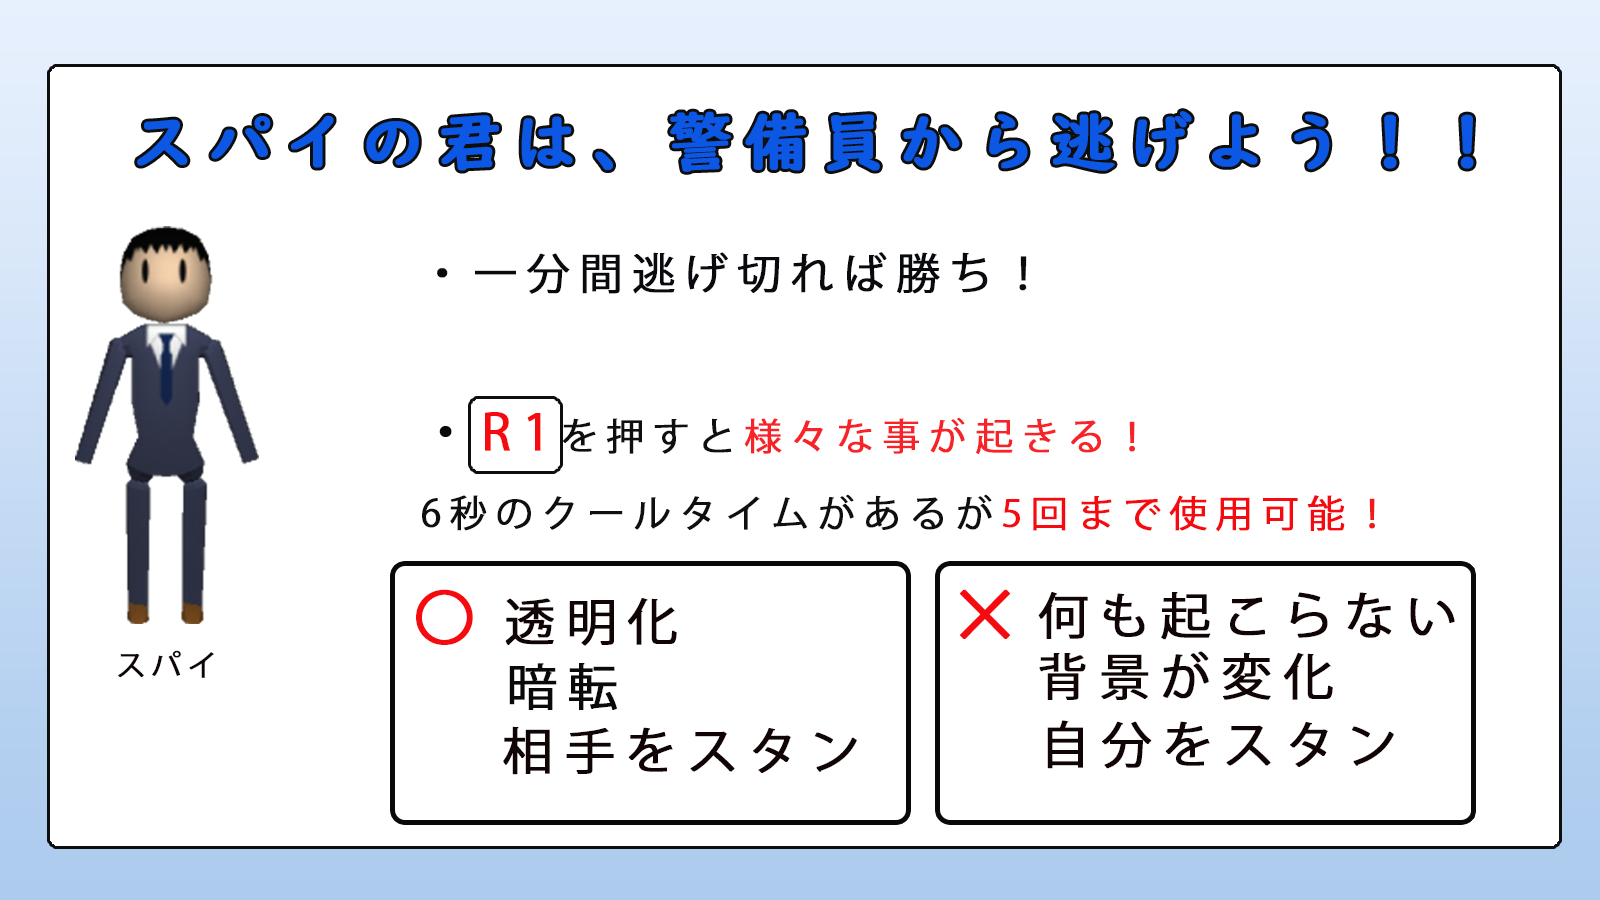 スパイの君は、警備員から逃げよう！！
・一分間逃げ切れば勝ち！
・R1を押すと様々な事が起きる！
6秒のクールタイムがあるが5回まで使用可能！
〇 透明化
暗転
相手をスタン
× 何も起こらない
背景が変化
自分をスタン
スパイ